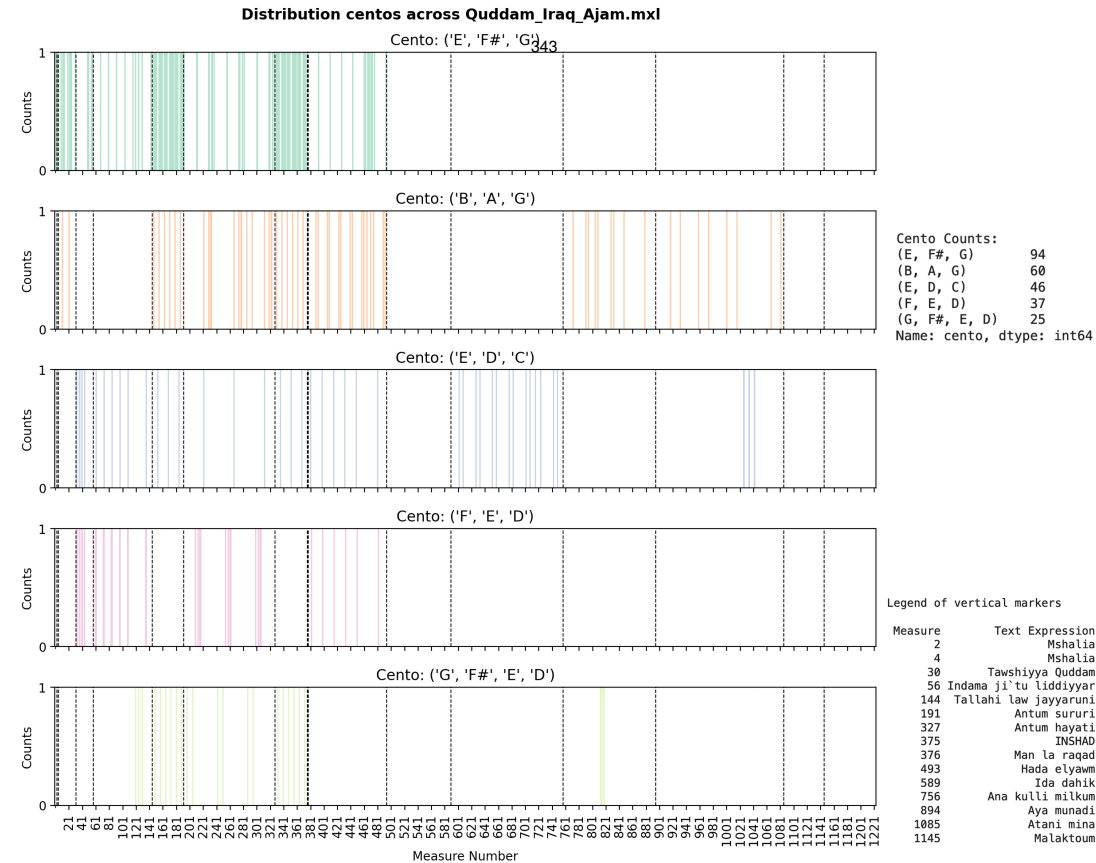 Distribution centos across Quddam_Iraq_Ajam.mxl
Cento: ('E', 'F#', 'G')
343
1
Counts
0
Cento: ('B', 'A', 'G')
1
Counts
0
Cento Counts:
(E, F#, G) 94
(B, A, G) 60
(E, D, C) 46
(F, E, D) 37
(G, F#, E, D) 25
Name: cento, dtype: int64
Cento: ('E', 'D', 'C')
1
Counts
0
Cento: ('F', 'E', 'D')
1
Counts
0
Cento: ('G', 'F#', 'E', 'D')
1
Counts
0
21 41 61 81 101 121 141 161 181 201 221 241 261 281 301 321 341 361 381 401 421 441 461 481 501 521 541 561 581 601 621 641 661 681 701 721 741 761 781 801 821 841 861 881 901 921 941 961 981 1001 1021 1041 1061 1081 1101 1121 1141 1161 1181 1201 1221
Measure Number
Legend of vertical markers
Measure Text Expression
2 Mshalia
4 Mshalia
30 Tawshiyya Quddam
56 Indama ji`tu liddiyyar
144 Tallahi law jayyaruni
191 Antum sururi
327 Antum hayati
375 INSHAD
376 Man la raqad
493 Hada elyawm
589 Ida dahik
756 Ana kulli milkum
894 Aya munadi
1085 Atani mina
1145 Malaktoum